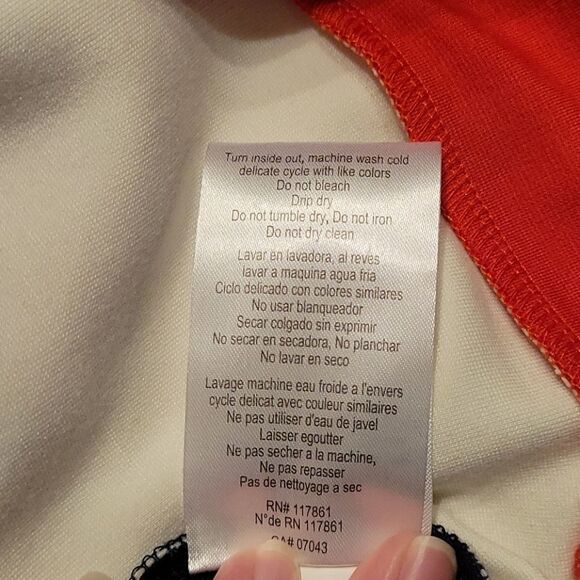 Turn inside out, machine wash cold
delicate cycle with like colors
Do not bleach
Drip dry
Do not tumble dry, Do not iron
Do not dry clean
Lavar en lavadora, al revés
lavar a maquina agua fria
Ciclo delicado con colores similares
No usar blanqueador
Secar colgado sin exprimir
No secar en secadora, No planchar
No lavar en seco
Lavage machine eau froide a l'envers
cycle delicat avec couleur similaires
Ne pas utiliser d'eau de javel
Laisser egoutter
Ne pas secher a la machine,
Ne pas repasser
Pas de nettoyage a sec
RN# 117861
N°de RN 117861
CA# 07043